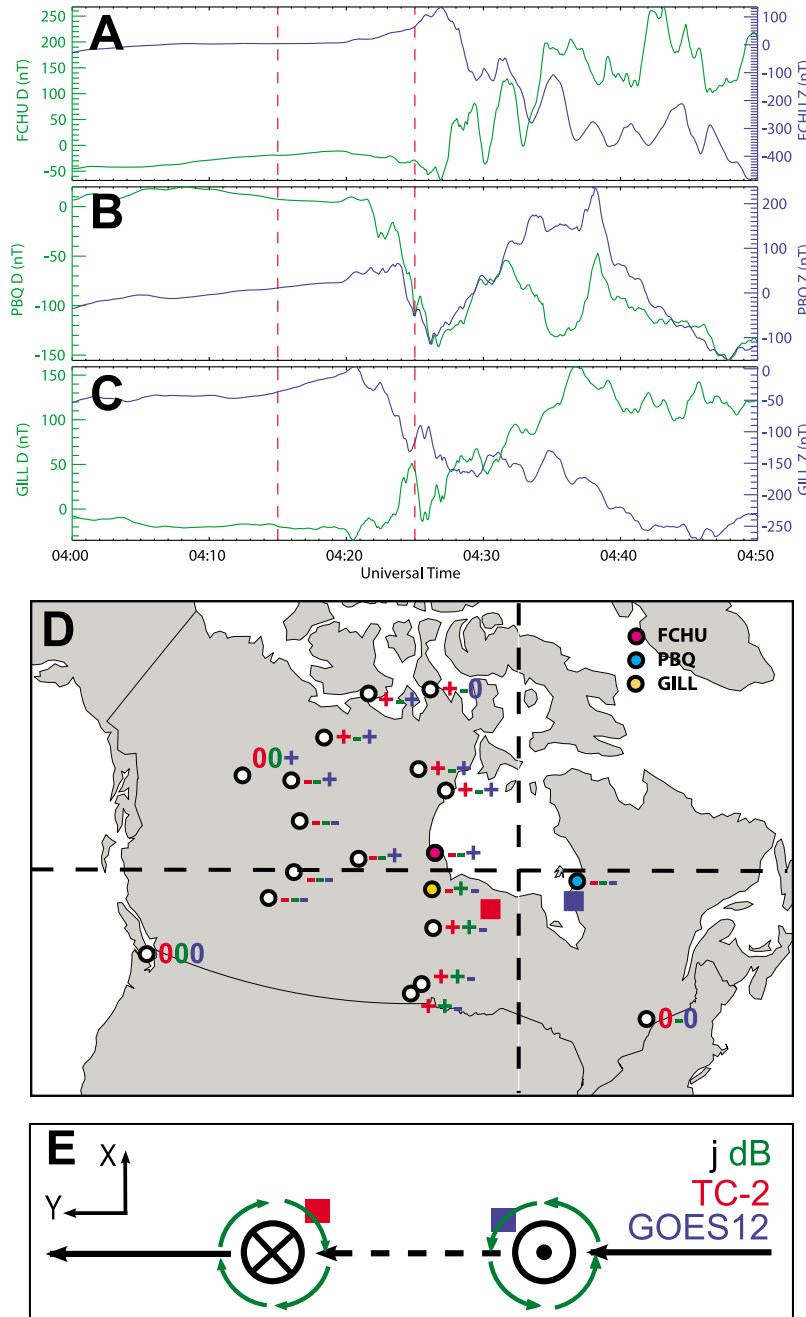 A
FCHU D (nT)
250
200
150
100
50
0
-50
100
0
-100
-200
-300
-400
FCHU Z (nT)
B
PBQ D (nT)
0
-50
-100
-150
200
100
0
-100
PBQ Z (nT)
C
GILL D (nT)
150
100
50
0
0
-50
-100
-150
-200
-250
GILL Z (nT)
04:00 04:10 04:20 04:30 04:40 04:50
Universal Time
D
FCHU
PBQ
GILL
+-+
+-0
+-+
00+
--+
+-+
+-+
---
--+
--+
---
---
---
-+-
++-
000
++-
++-
0-0
E
X
Y
j dB
TC-2
GOES12